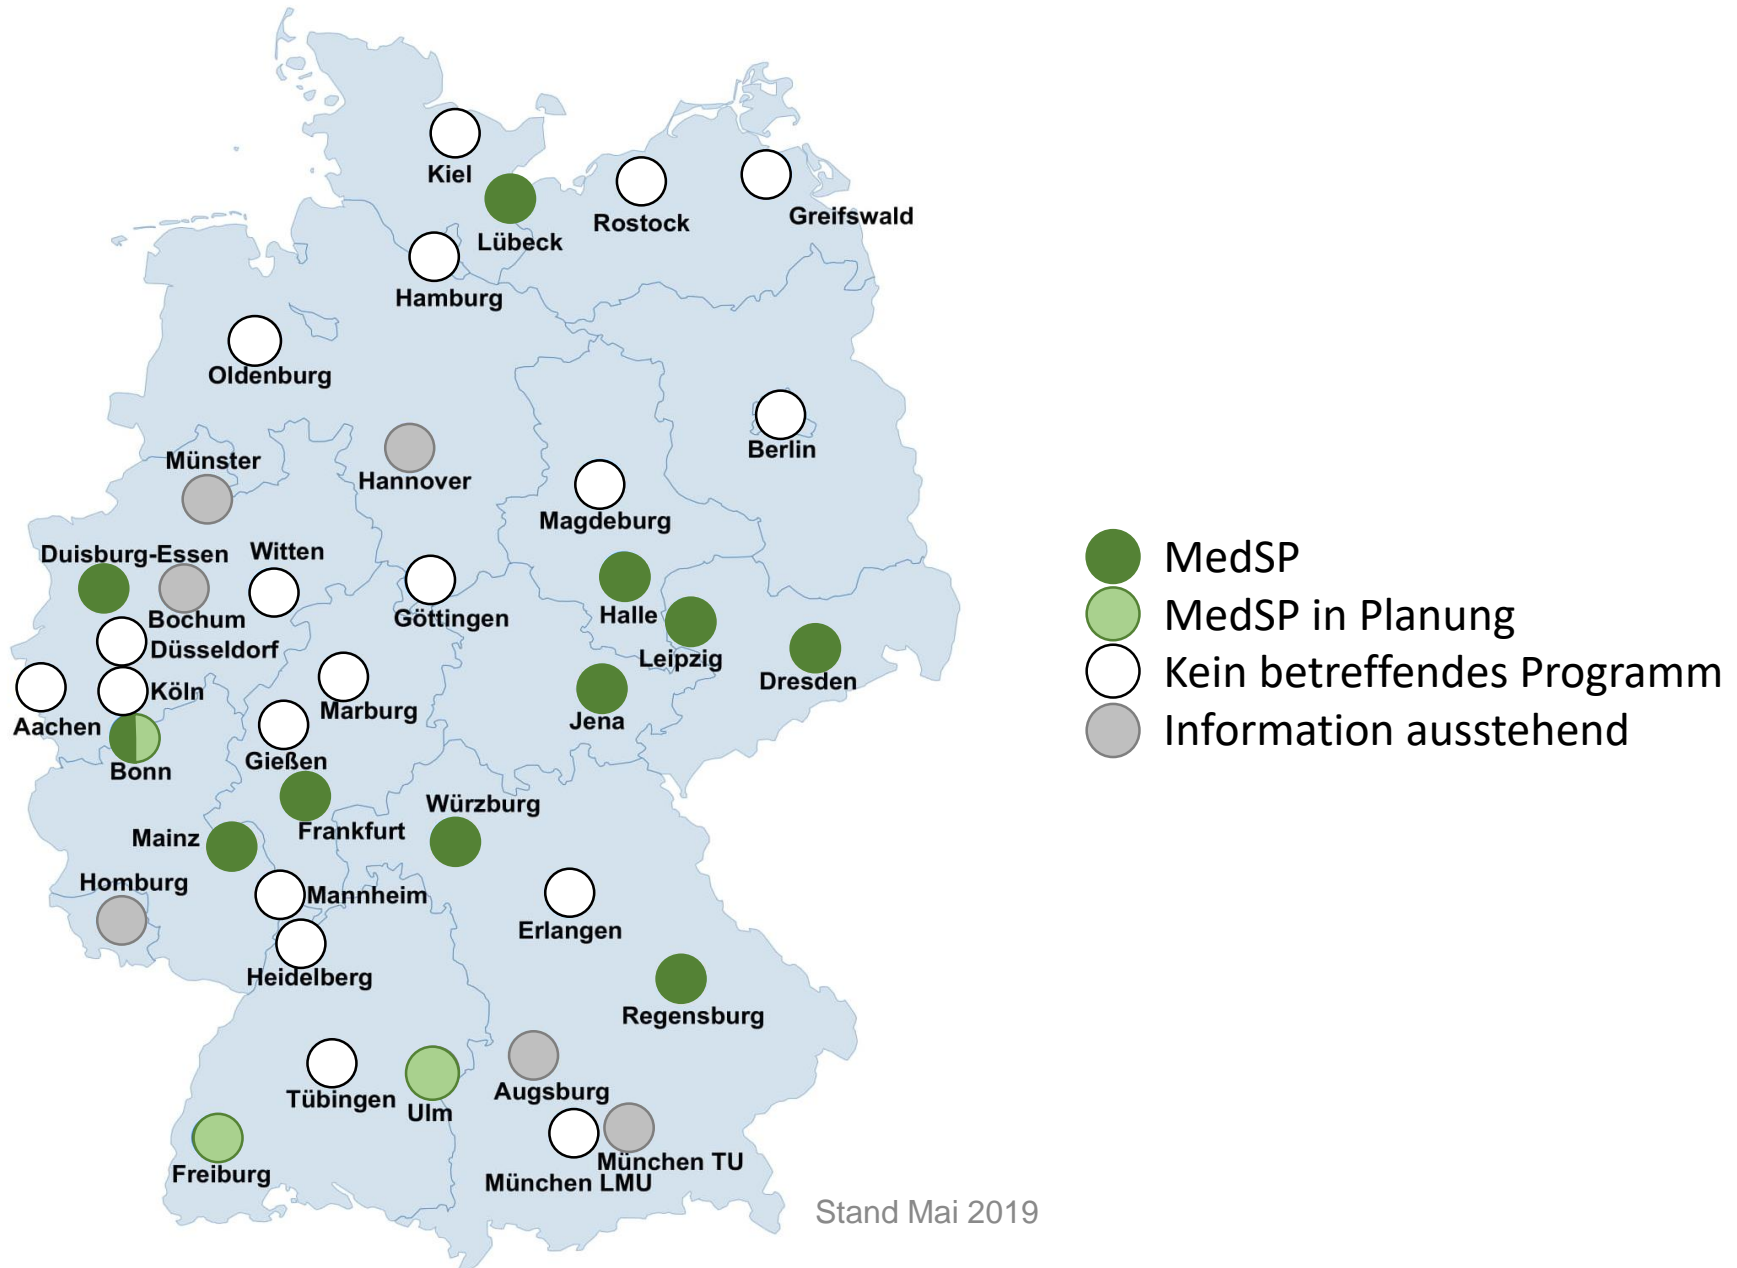 Kiel
Lübeck
Rostock
Greifswald
Hamburg
Oldenburg
Berlin
Münster
Hannover
Magdeburg
Duisburg-Essen
Witten
Bochum
Göttingen
Halle
Düsseldorf
Leipzig
Dresden
Köln
Aachen
Marburg
Jena
Gießen
Bonn
Würzburg
Frankfurt
Mainz
Homburg
Mannheim
Erlangen
Heidelberg
Regensburg
Tübingen
Ulm
Augsburg
Freiburg
München TU
München LMU
Stand Mai 2019
MedSP
MedSP in Planung
Kein betreffendes Programm
Information ausstehend